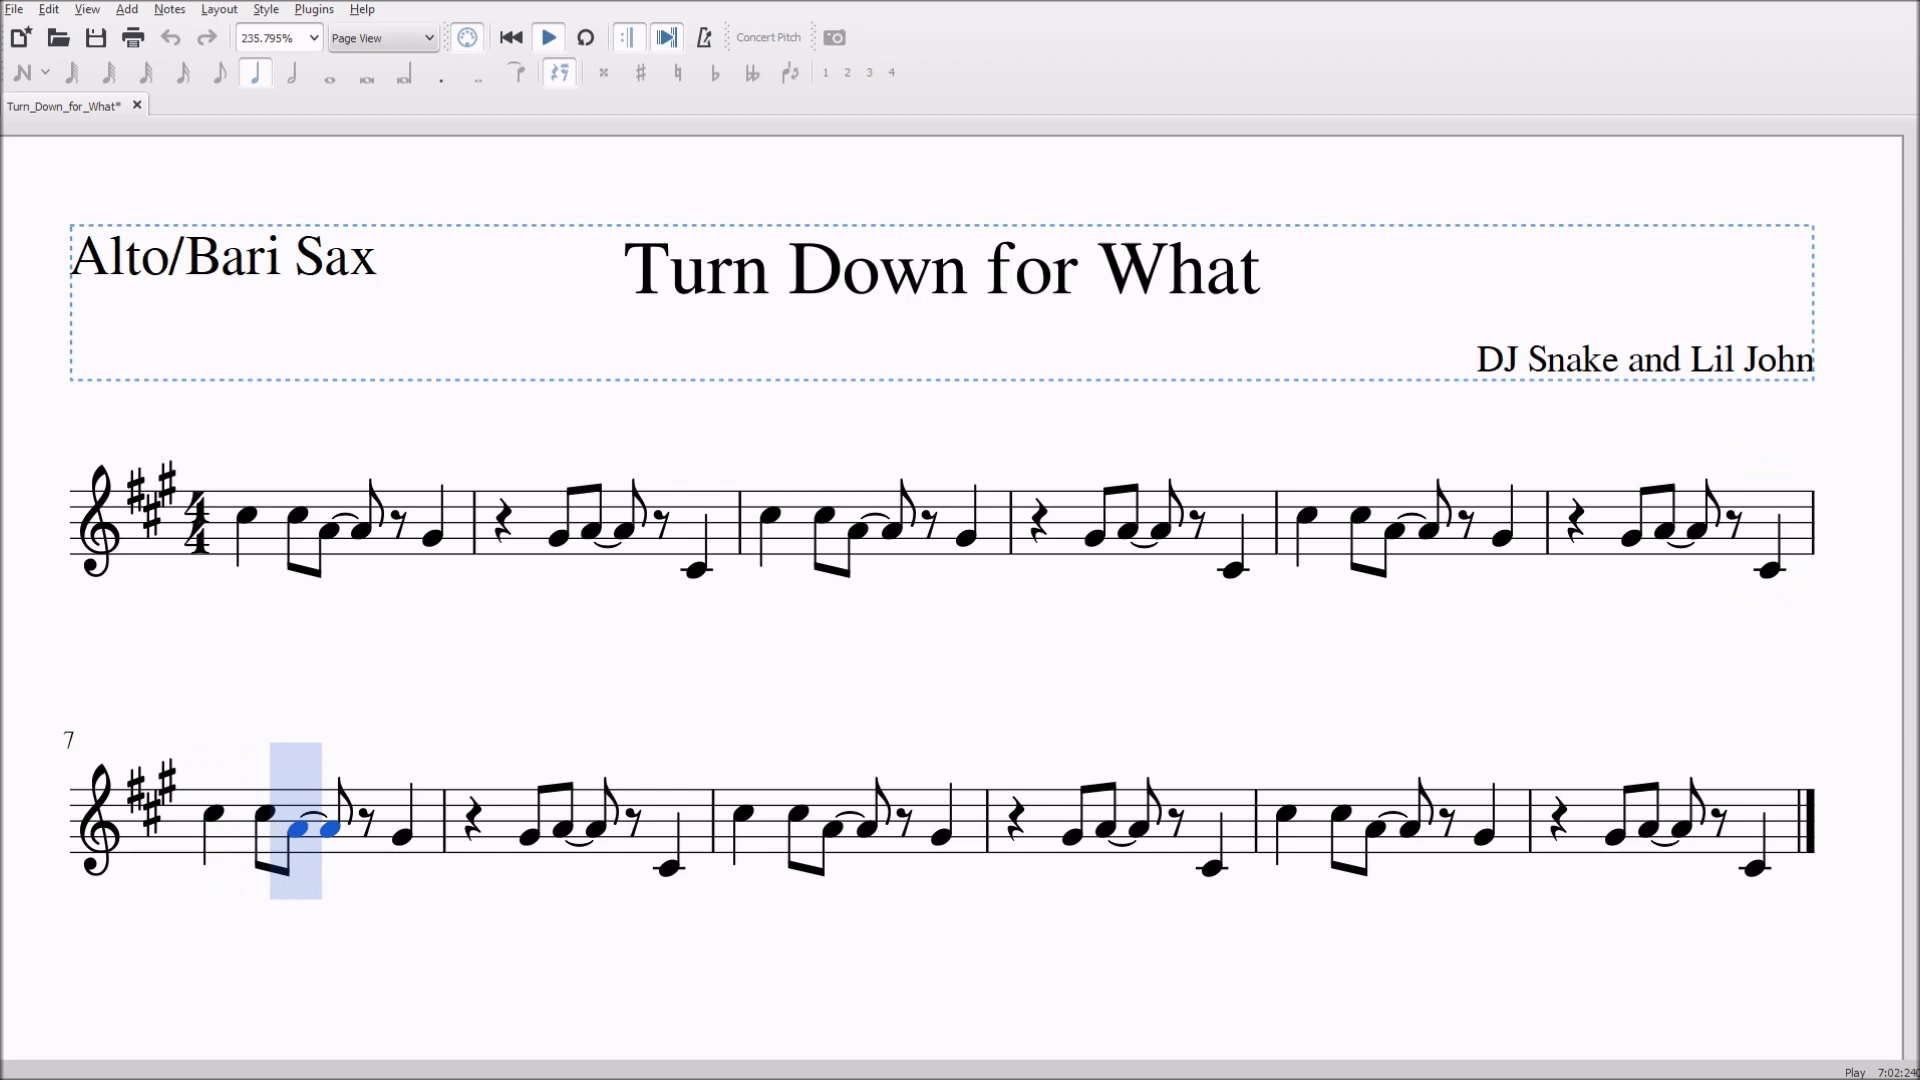 File Edit View Add Notes Layout Style Plugins Help
235.795% Page View Concert Pitch
1 2 3 4
Turn_Down_for_What*
Alto/Bari Sax
Turn Down for What
DJ Snake and Lil John
4
4
7
Play 7:02:240